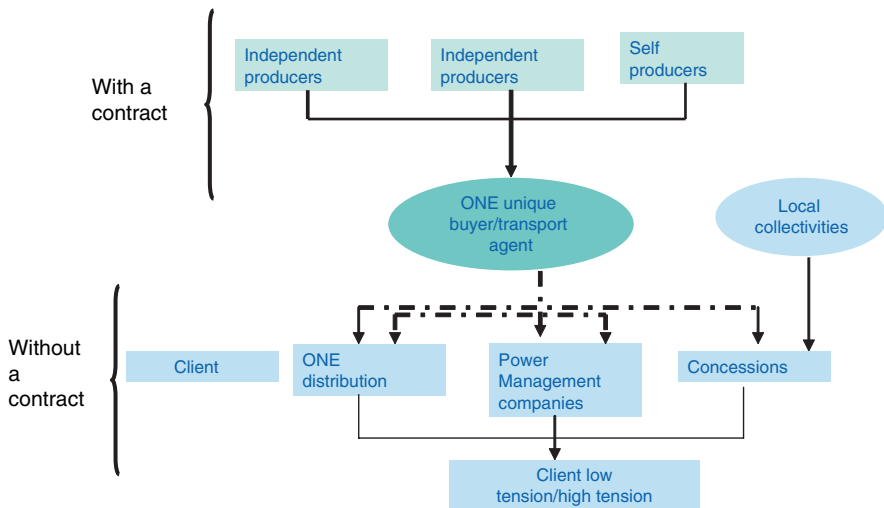 With a
contract
Independent
producers
Independent
producers
Self
producers
ONE unique
buyer/transport
agent
Local
collectivities
Without
a
contract
Client
ONE
distribution
Power
Management
companies
Concessions
Client low
tension/high tension